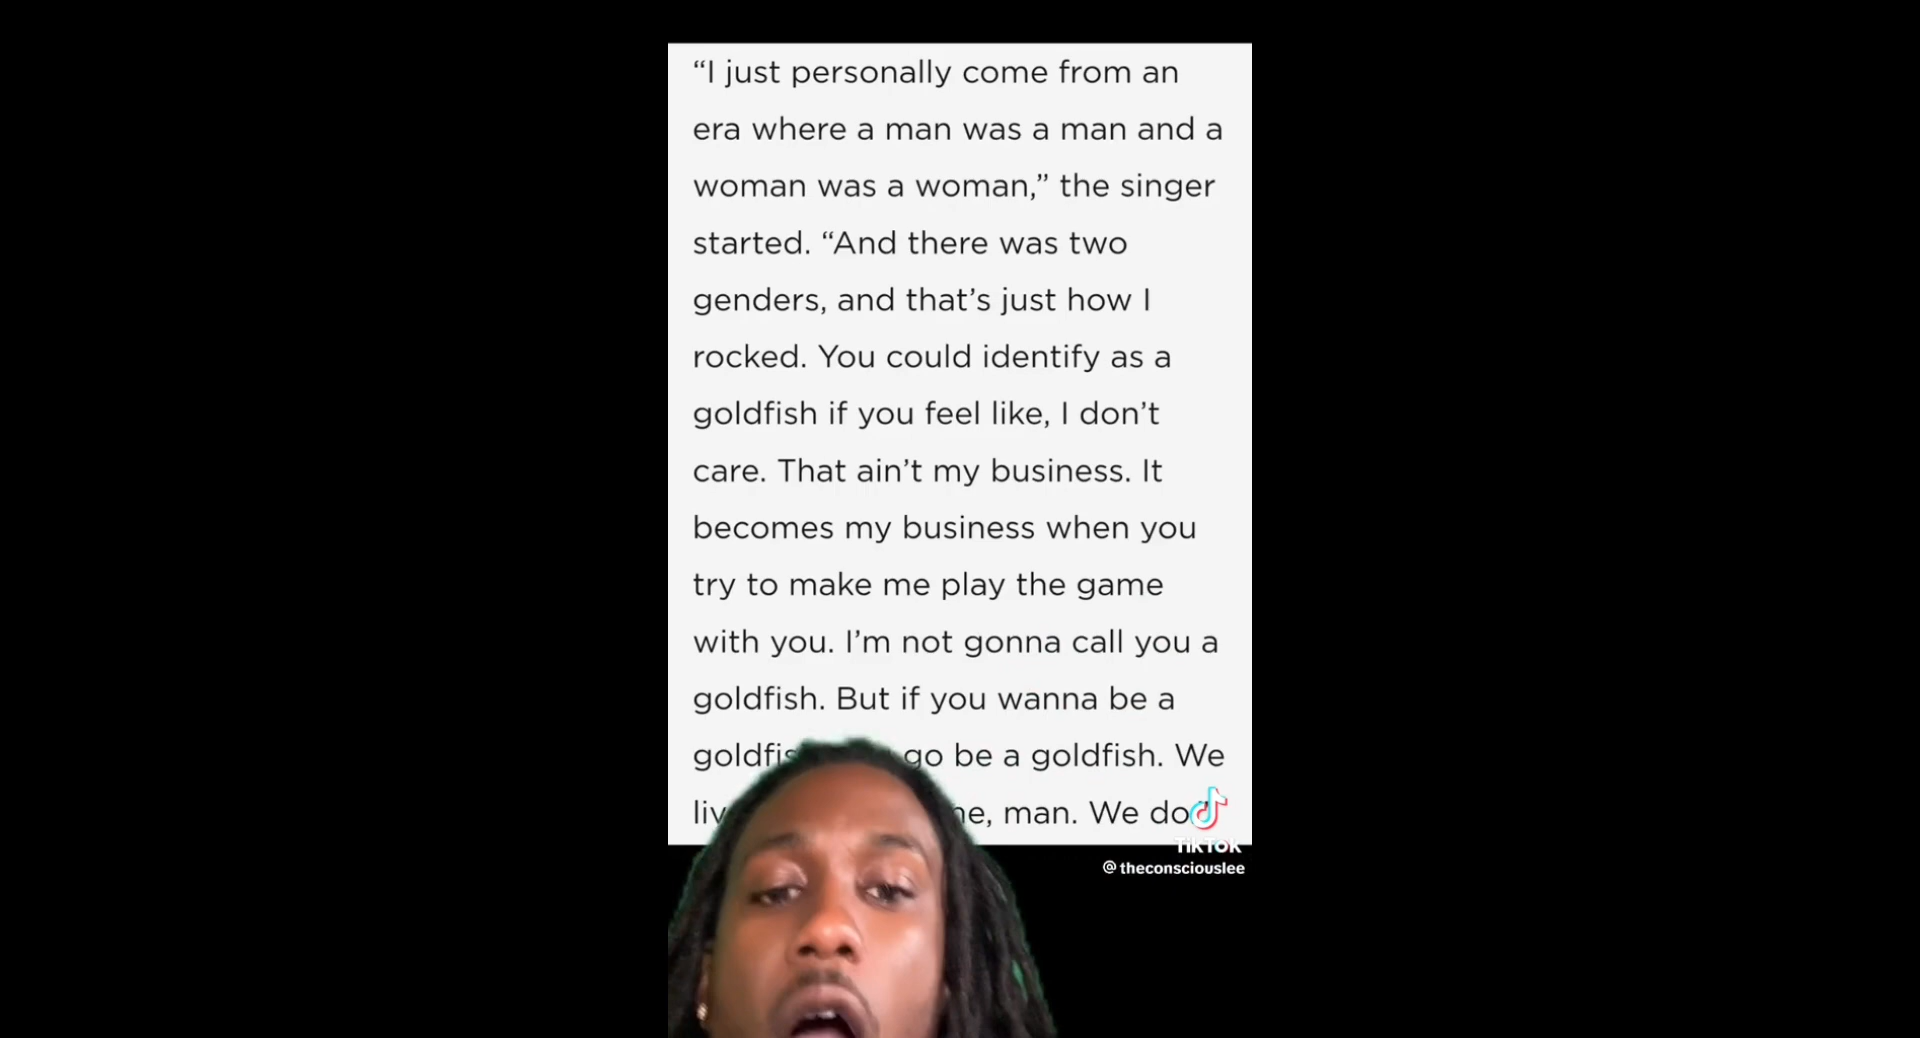 “I just personally come from an
era where a man was a man and a
woman was a woman,” the singer
started. “And there was two
genders, and that’s just how I
rocked. You could identify as a
goldfish if you feel like, I don’t
care. That ain’t my business. It
becomes my business when you
try to make me play the game
with you. I’m not gonna call you a
goldfish. But if you wanna be a
go be a goldfish. We
man. We do
TikTok
@theconsciouslee